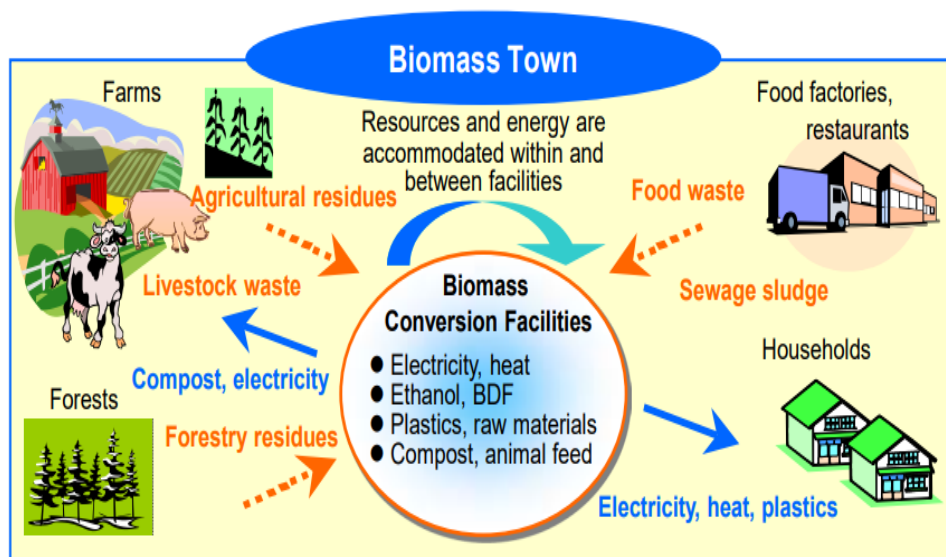 Biomass Town
Farms
Resources and energy are
accommodated within and
between facilities
Food factories,
restaurants
Agricultural residues
Food waste
Livestock waste
Sewage sludge
Biomass
Conversion Facilities
● Electricity, heat
● Ethanol, BDF
● Plastics, raw materials
● Compost, animal feed
Compost, electricity
Households
Forests
Forestry residues
Electricity, heat, plastics